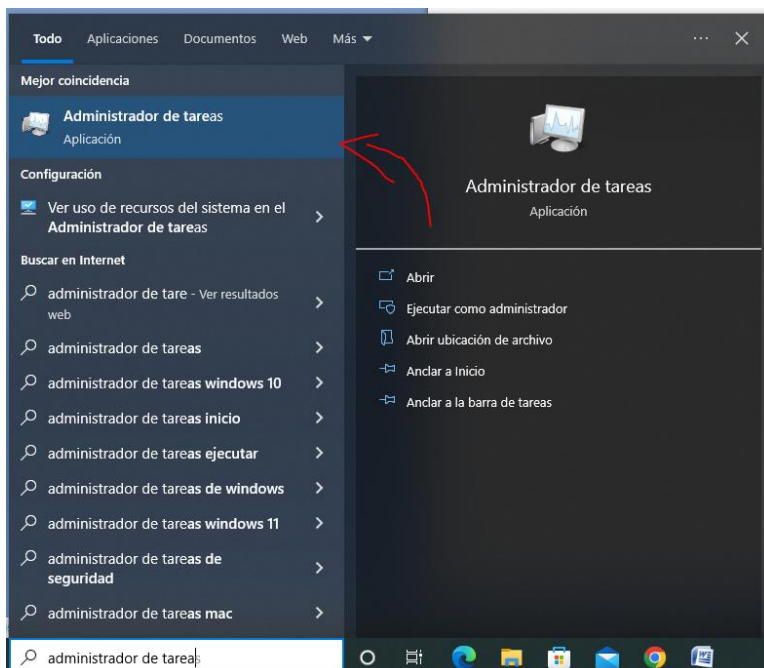 Todo Aplicaciones Documentos Web Más
Mejor coincidencia
Administrador de tareas
Aplicación
Configuración
Ver uso de recursos del sistema en el
Administrador de tareas
Buscar en Internet
administrador de tare - Ver resultados
web
administrador de tareas
administrador de tareas windows 10
administrador de tareas inicio
administrador de tareas ejecutar
administrador de tareas de windows
administrador de tareas windows 11
administrador de tareas de
seguridad
administrador de tareas mac
administrador de tareas
Administrador de tareas
Aplicación
Abrir
Ejecutar como administrador
Abrir ubicación de archivo
Anclar a Inicio
Anclar a la barra de tareas